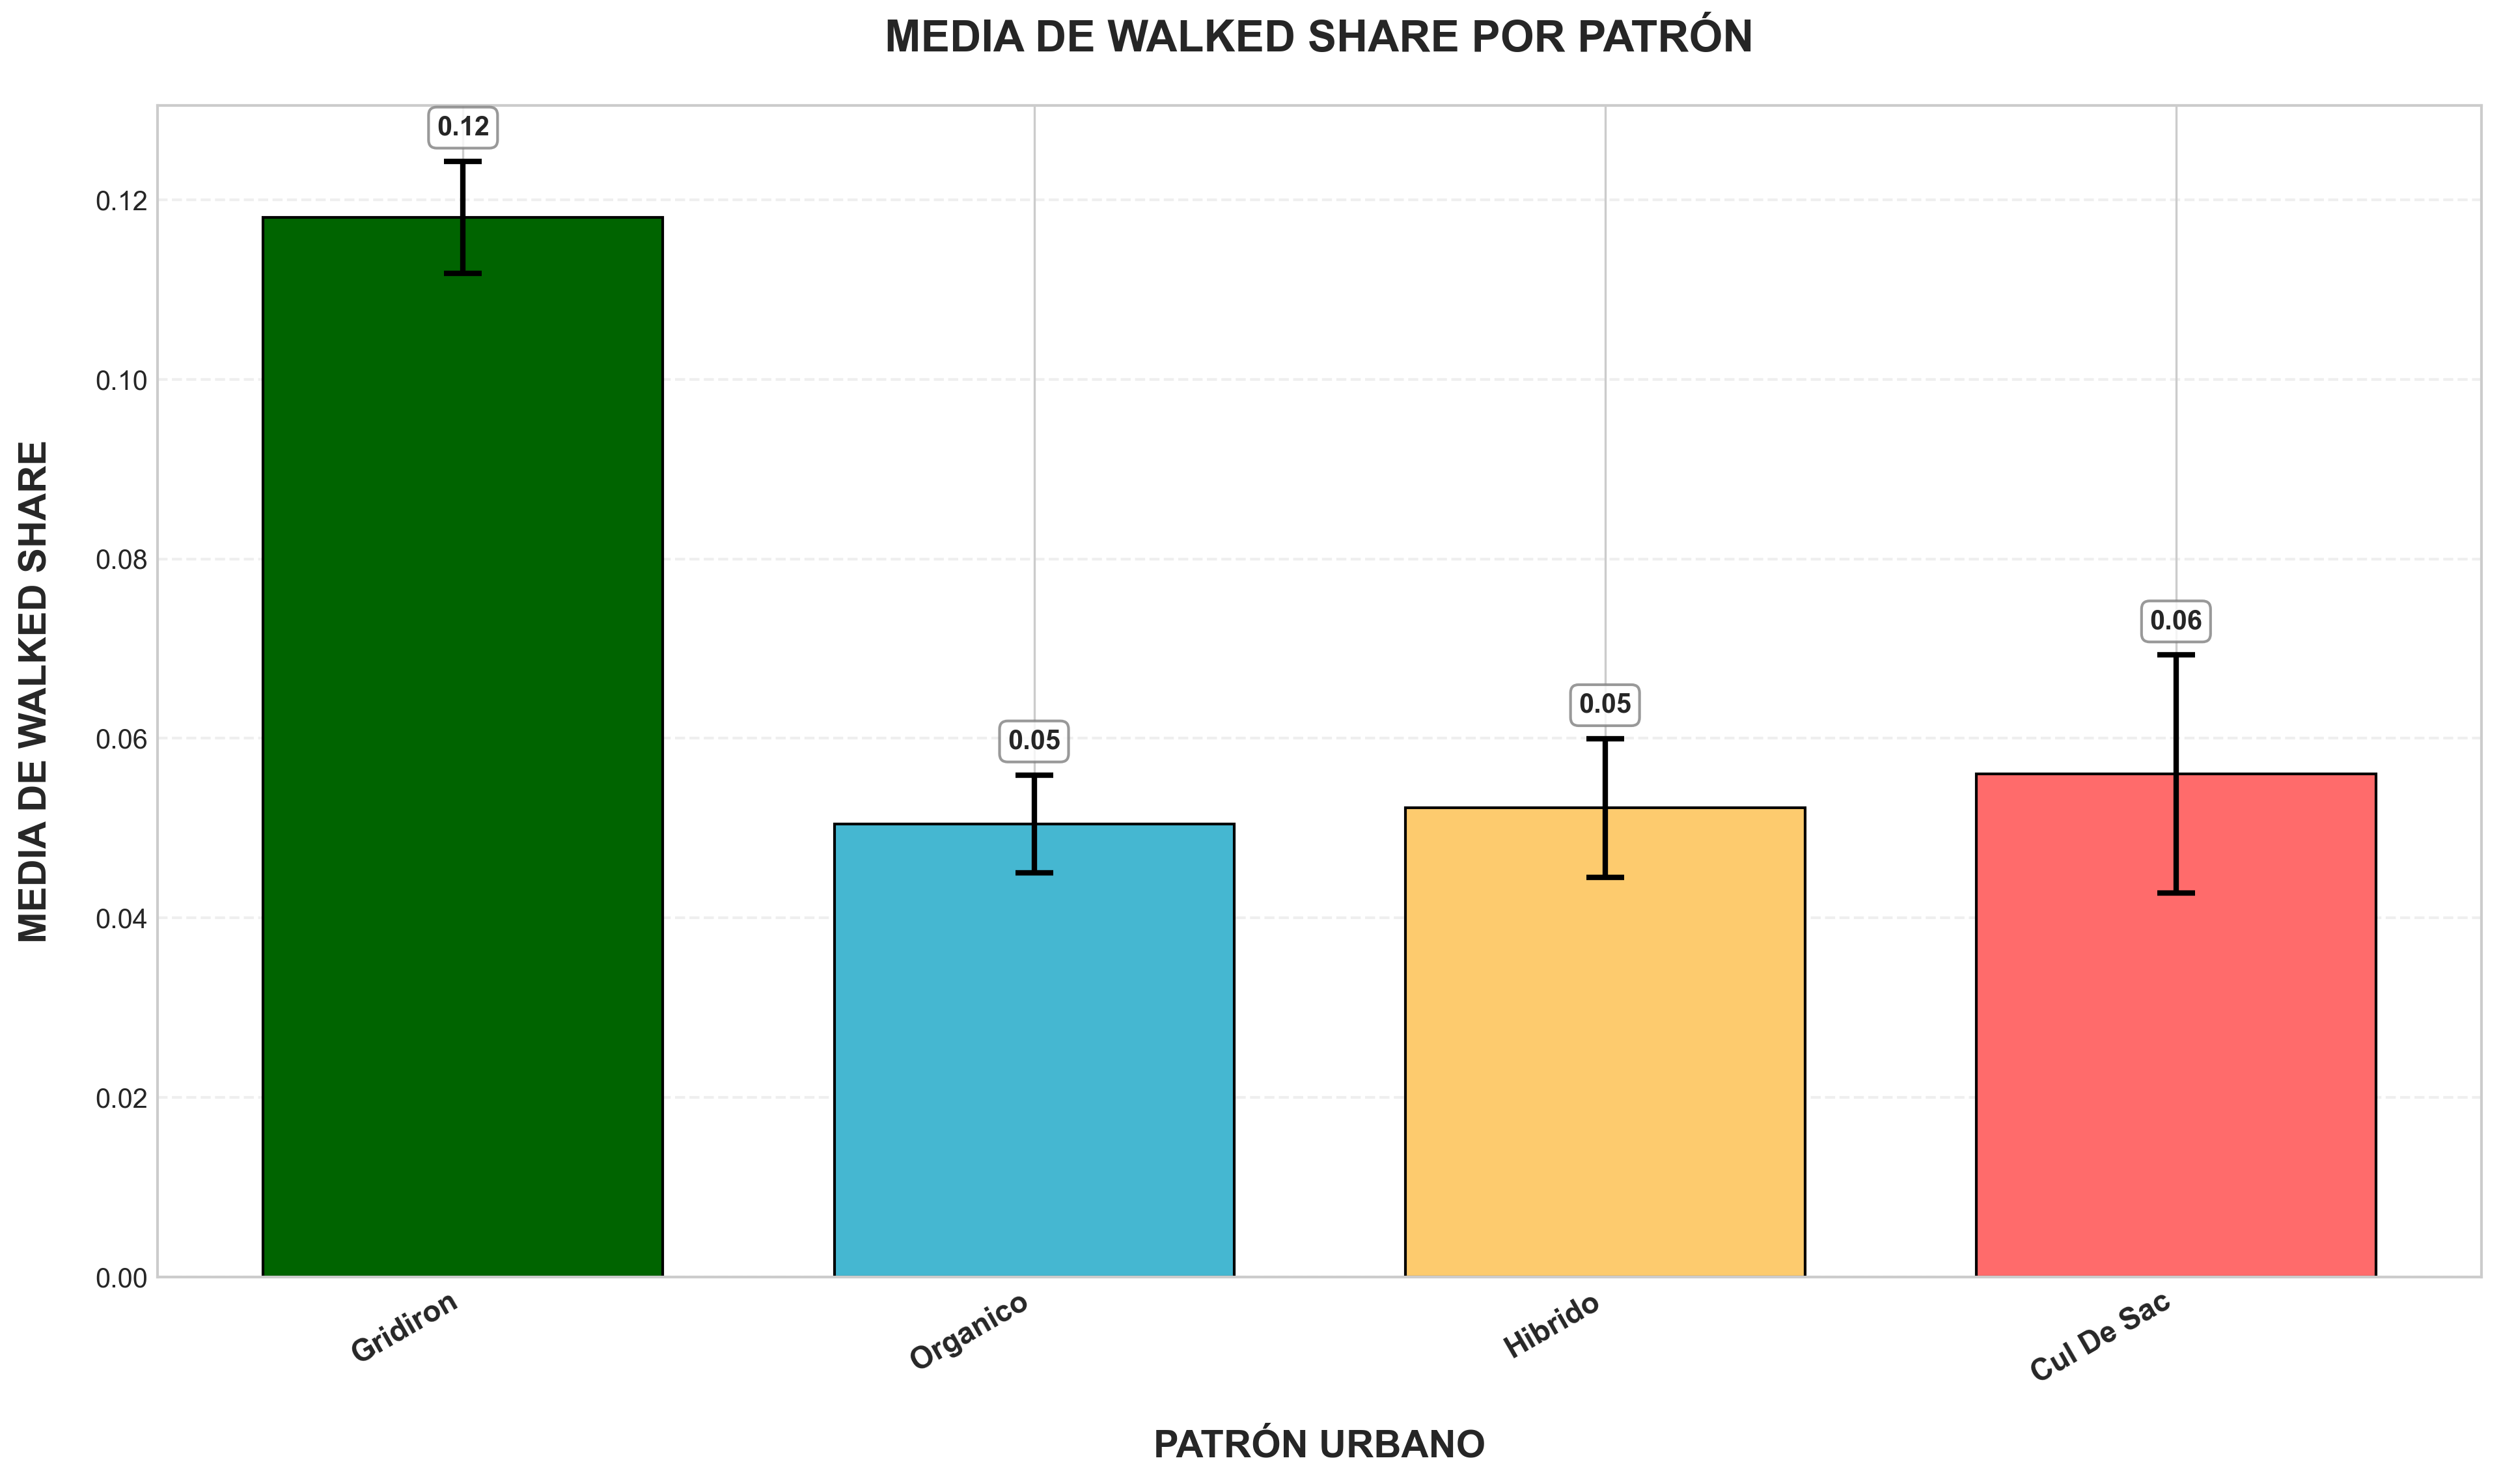 MEDIA DE WALKED SHARE POR PATRÓN
MEDIA DE WALKED SHARE
0.12
0.10
0.08
0.06
0.04
0.02
0.00
0.12
0.05
0.05
0.06
Gridiron
Organico
Hibrido
Cul De Sac
PATRÓN URBANO